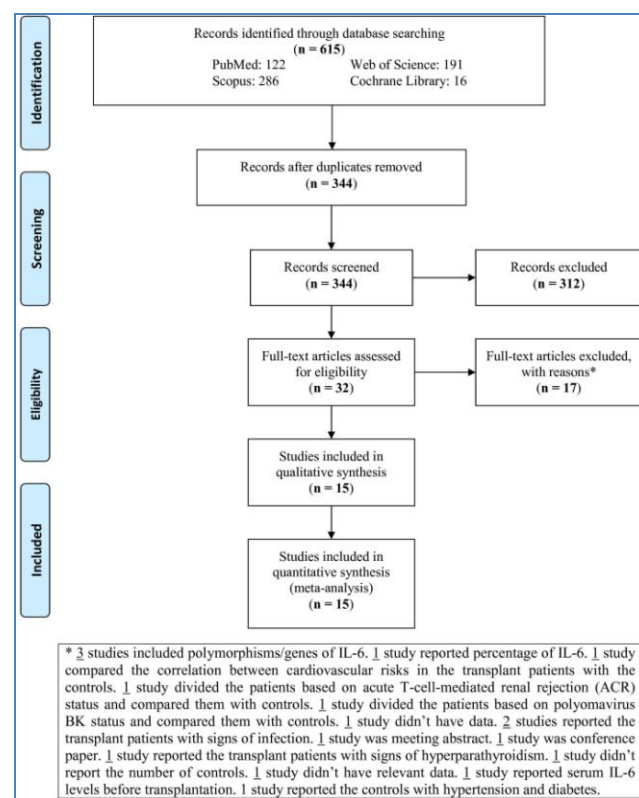 Identification
Records identified through database searching
(n = 615)
PubMed: 122 Web of Science: 191
Scopus: 286 Cochrane Library: 16
Records after duplicates removed
(n = 344)
Screening
Records screened
(n = 344)
Records excluded
(n = 312)
Eligibility
Full-text articles assessed
for eligibility
(n = 32)
Full-text articles excluded,
with reasons*
(n = 17)
Studies included in
qualitative synthesis
(n = 15)
Included
Studies included in
quantitative synthesis
(meta-analysis)
(n = 15)
* 3 studies included polymorphisms/genes of IL-6. 1 study reported percentage of IL-6. 1 study
compared the correlation between cardiovascular risks in the transplant patients with the
controls. 1 study divided the patients based on acute T-cell-mediated renal rejection (ACR)
status and compared them with controls. 1 study divided the patients based on polyomavirus
BK status and compared them with controls. 1 study didn't have data. 2 studies reported the
transplant patients with signs of infection. 1 study was meeting abstract. 1 study was conference
paper. 1 study reported the transplant patients with signs of hyperparathyroidism. 1 study didn't
report the number of controls. 1 study didn't have relevant data. 1 study reported serum IL-6
levels before transplantation. 1 study reported the controls with hypertension and diabetes.